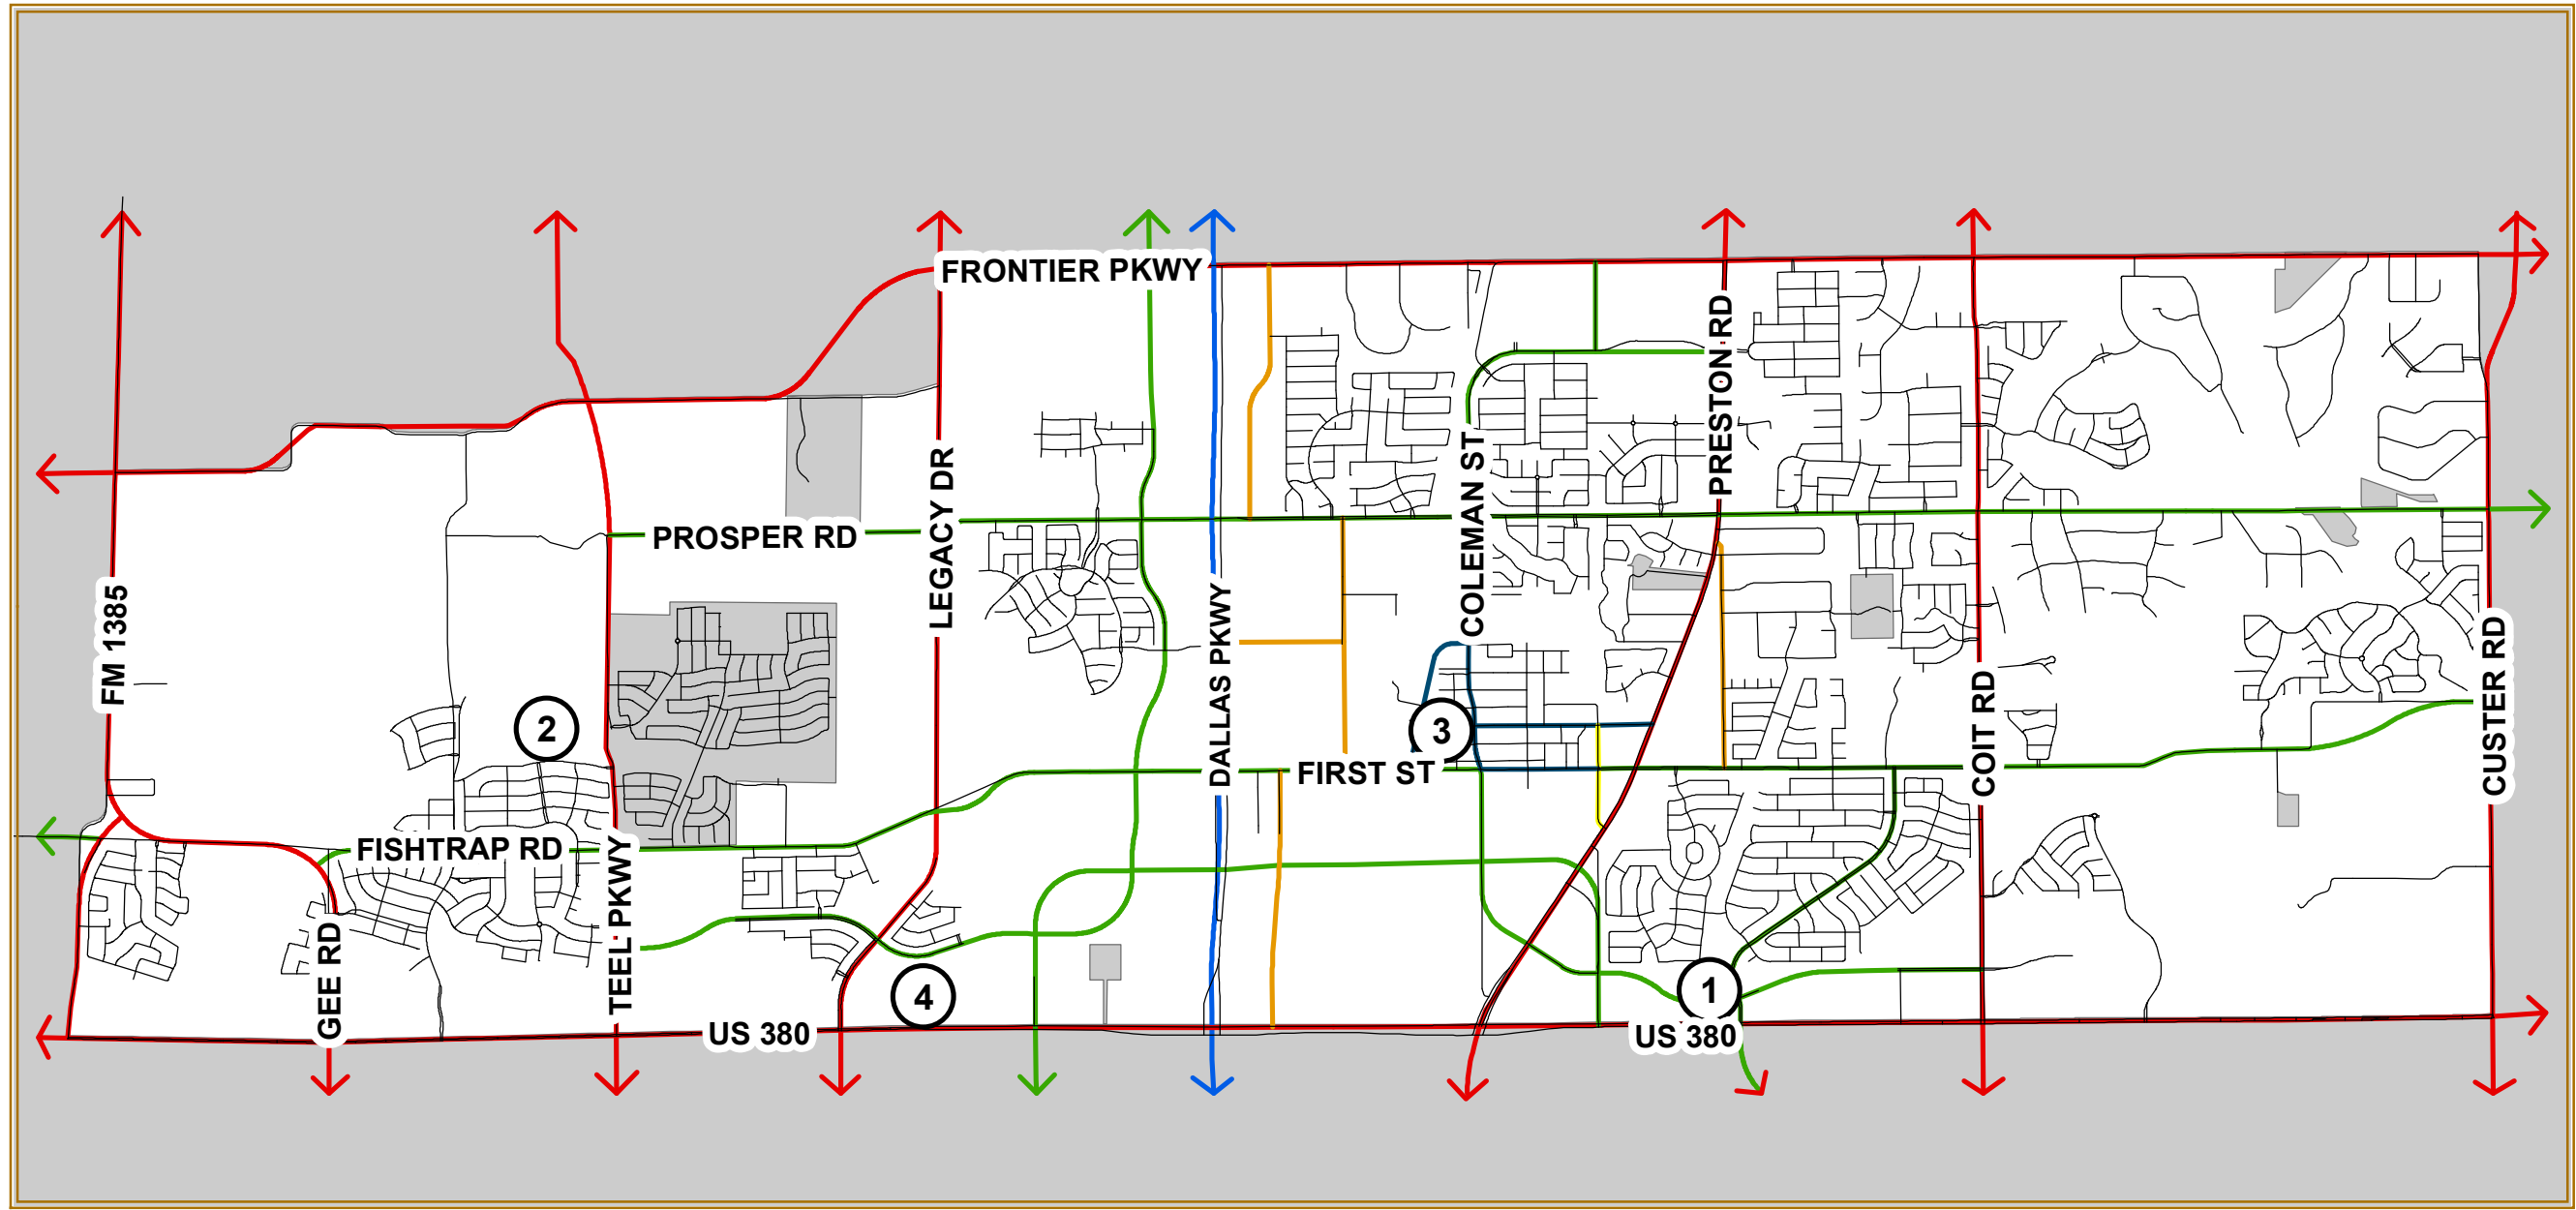 FRONTIER PKWY
PRESTON RD
COLEMAN ST
LEGACY DR
PROSPER RD
FM 1385
DALLAS PKWY
CUSTER RD
COIT RD
2
3
FIRST ST
FISHTRAP RD
TEEL PKWY
GEE RD
4
1
US 380
US 380